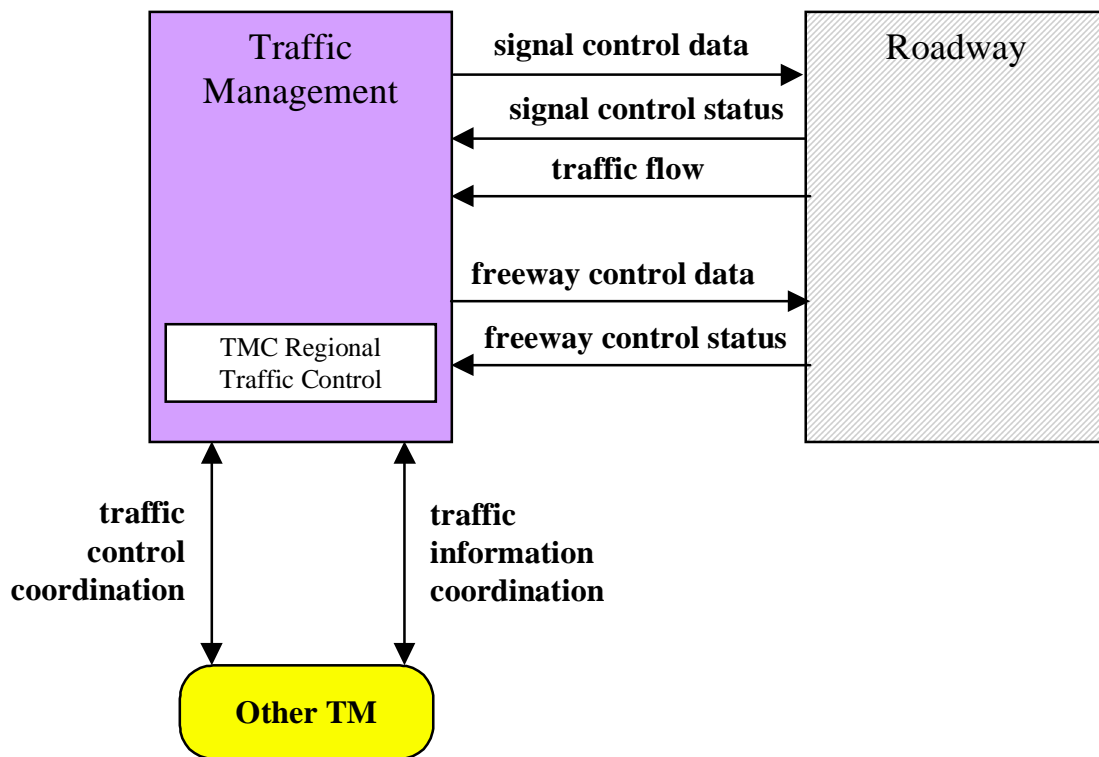 Traffic
Management
signal control data
Roadway
signal control status
traffic flow
freeway control data
freeway control status
TMC Regional
Traffic Control
traffic
control
coordination
traffic
information
coordination
Other TM